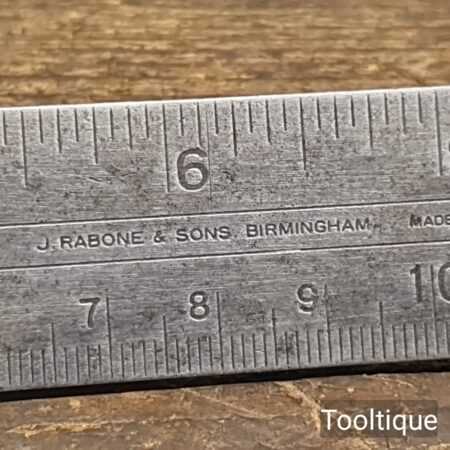 6
J. RABONE & SONS. BIRMINGHAM. MADE
7 8 9 10
Tooltique